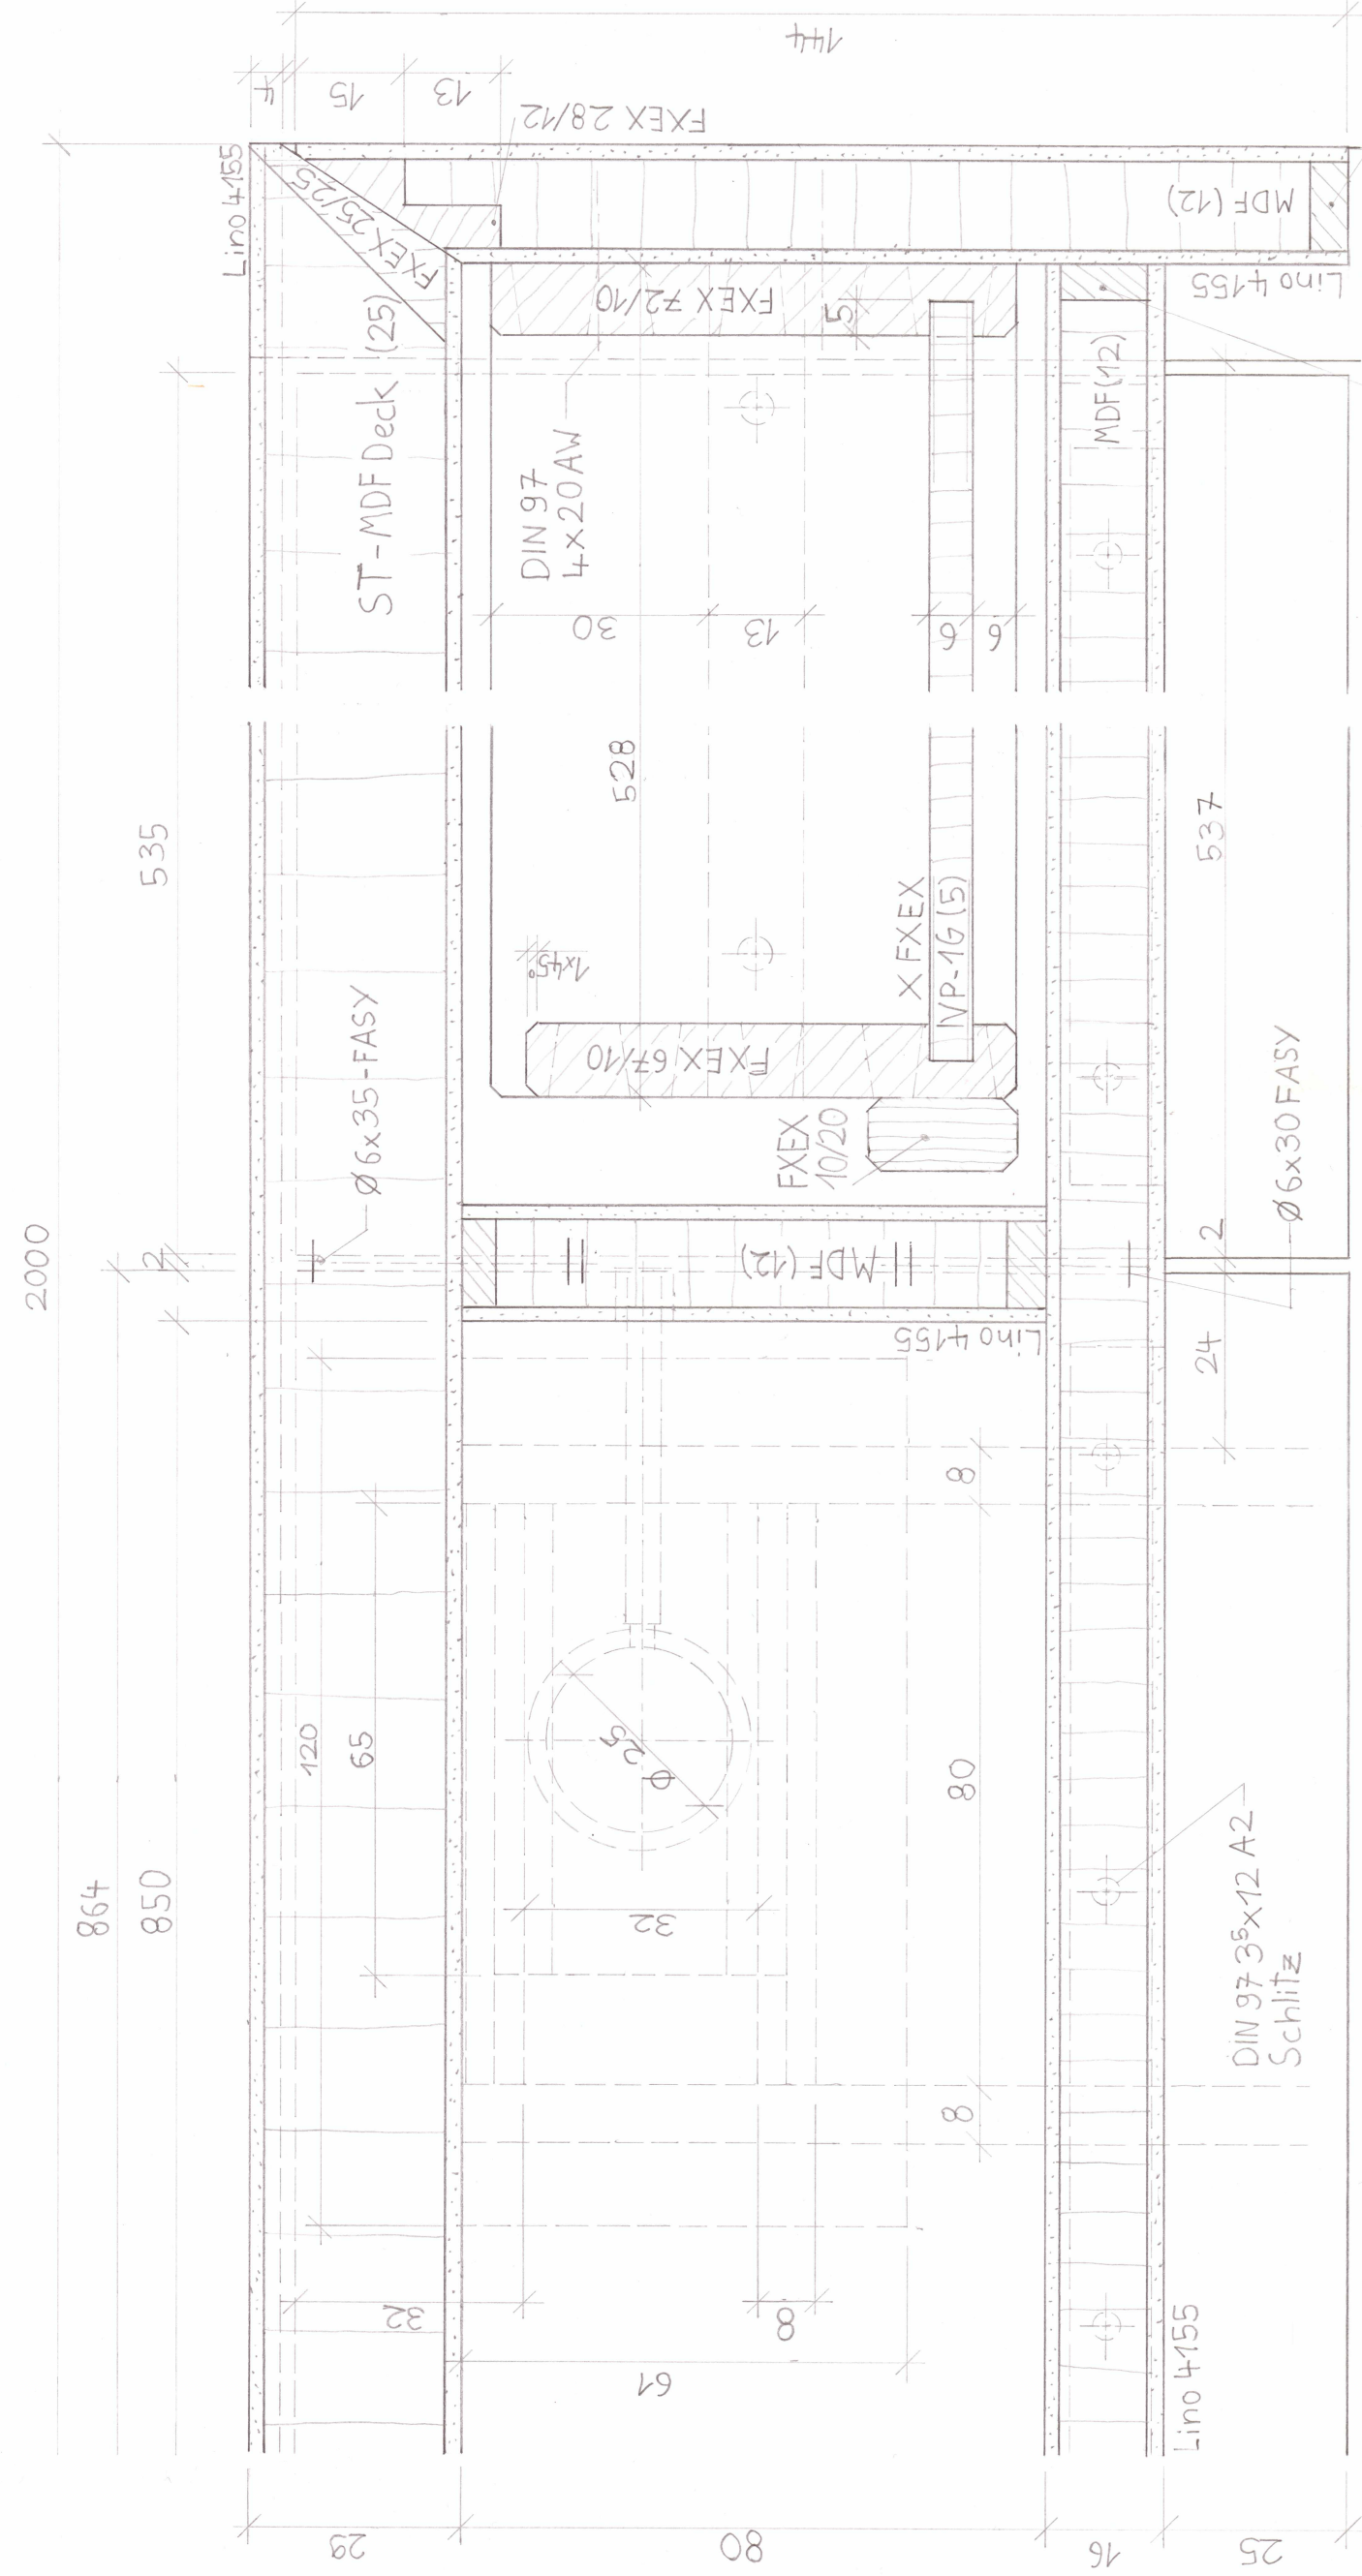 2000
864
2
535
850
Lino 4155
4
15
13
144
FXEX 28/12
FXEX 25/25
ST-MDF Deck (25)
MDF (12)
Lino 4155
FXEX 72/10
5
MDF (12)
DIN 97
4x20 AW
30
13
6
6
528
1x45°
X FXEX
IVP-1G (5)
FXEX 67/10
FXEX
10/20
537
Ø6x35-FASY
MDF (12)
Lino 4155
2
24
Ø6x30 FASY
120
65
8
80
8
ϕ 25
32
32
8
61
DIN 97 3⁵x12 A2
Schlitz
Lino 4155
29
80
16
25